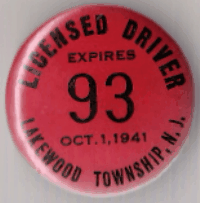 LICENSED DRIVER
EXPIRES
93
OCT. 1, 1941
LAKEWOOD TOWNSHIP, N. J.